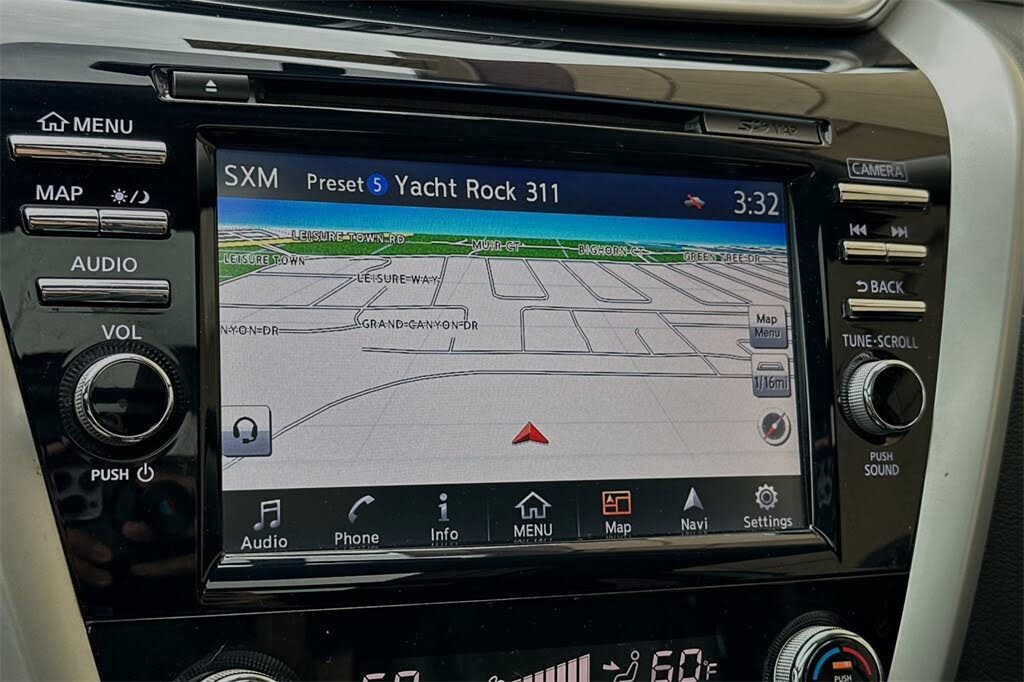 MENU
MAP
AUDIO
VOL
PUSH
SXM Preset 5 Yacht Rock 311 3:32
LEISURE TOWN RD
MUIR CT
BIGHORN CT
GREEN TREE DR
LEISURE TOWN
LEISURE WAY
NYON DR
GRAND CANYON DR
Map
Menu
1/16mi
Audio Phone Info MENU Map Navi Settings
CAMERA
BACK
TUNE·SCROLL
PUSH
SOUND
60°F
PUSH